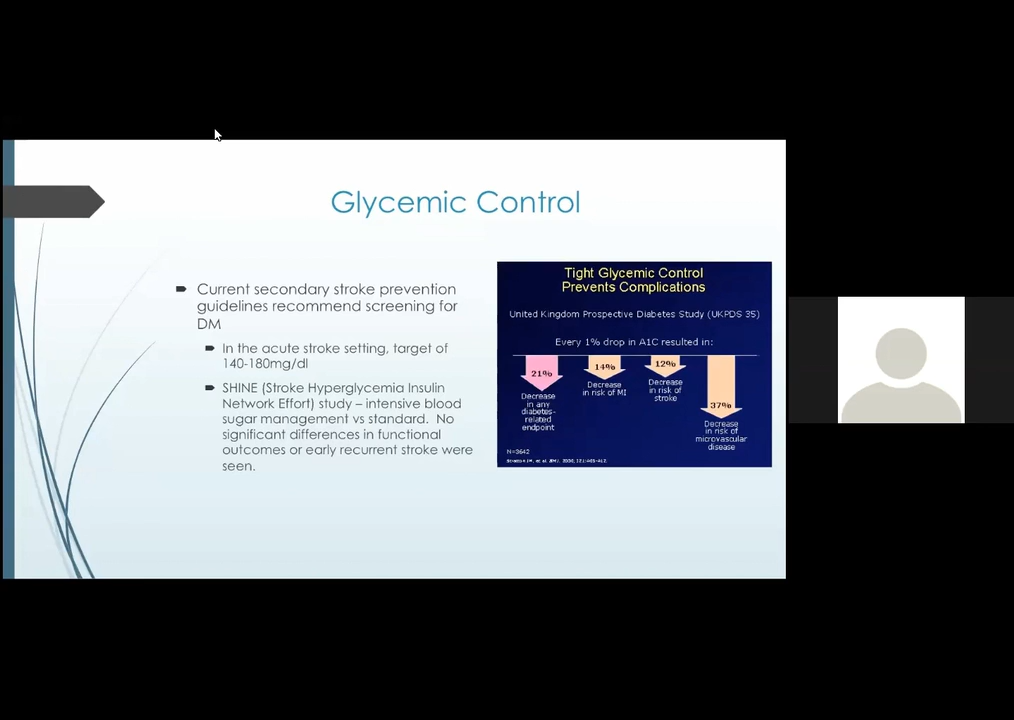 Glycemic Control
Current secondary stroke prevention
guidelines recommend screening for
DM
In the acute stroke setting, target of
140-180mg/dl
SHINE (Stroke Hyperglycemia Insulin
Network Effort) study – intensive blood
sugar management vs standard. No
significant differences in functional
outcomes or early recurrent stroke were
seen.
Tight Glycemic Control
Prevents Complications
United Kingdom Prospective Diabetes Study (UKPDS 35)
Every 1% drop in A1C resulted in:
21%
Decrease
in any
diabetes-
related
endpoint
14%
Decrease
in risk of MI
12%
Decrease
in risk of
stroke
37%
Decrease
in risk of
microvascular
disease
N=3642